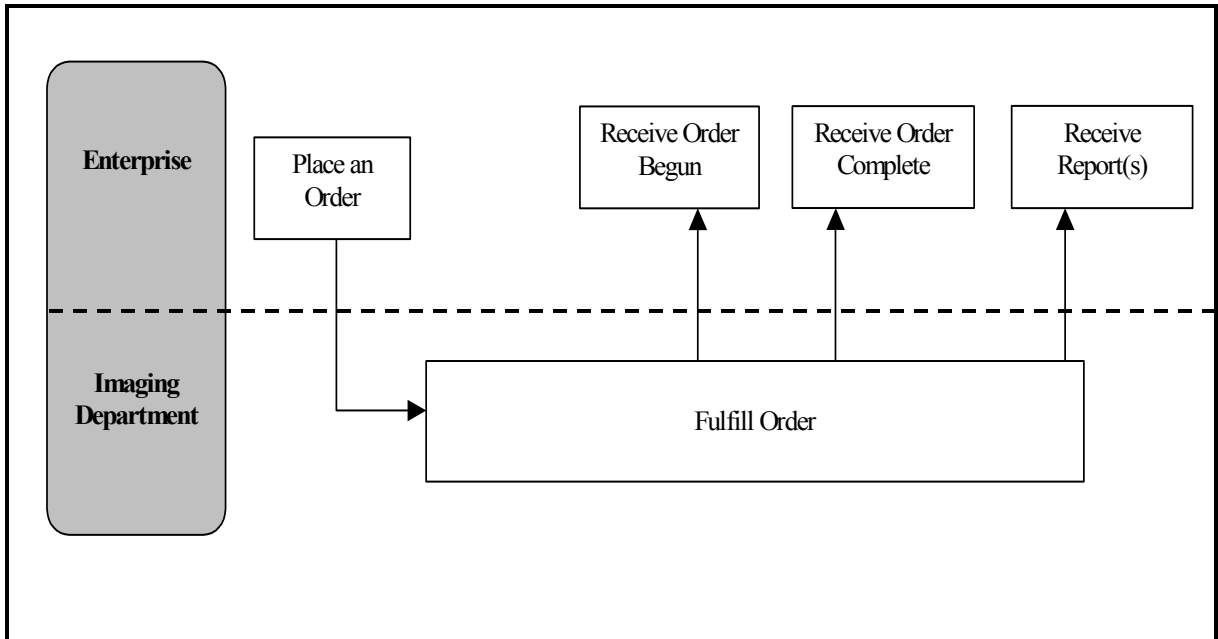 Enterprise
Place an
Order
Receive Order
Begun
Receive Order
Complete
Receive
Report(s)
Imaging
Department
Fulfill Order